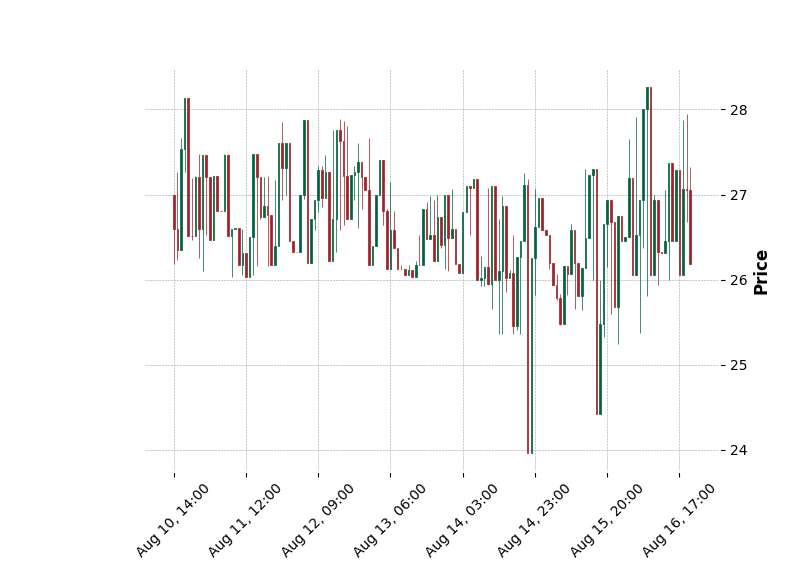 28
27
26
25
24
Price
Aug 10, 14:00
Aug 11, 12:00
Aug 12, 09:00
Aug 13, 06:00
Aug 14, 03:00
Aug 14, 23:00
Aug 15, 20:00
Aug 16, 17:00